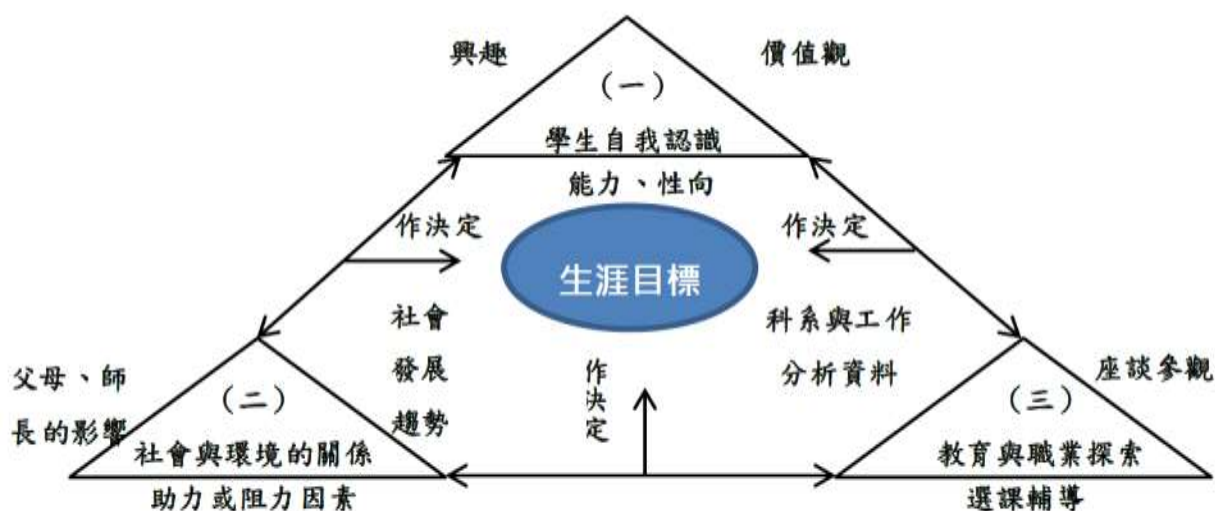 興趣
價值觀
（一）
學生自我認識
能力、性向
作決定
作決定
生涯目標
社會
發展
趨勢
科系與工作
分析資料
作決定
父母、師
長的影響
（二）
社會與環境的關係
助力或阻力因素
座談參觀
（三）
教育與職業探索
選課輔導